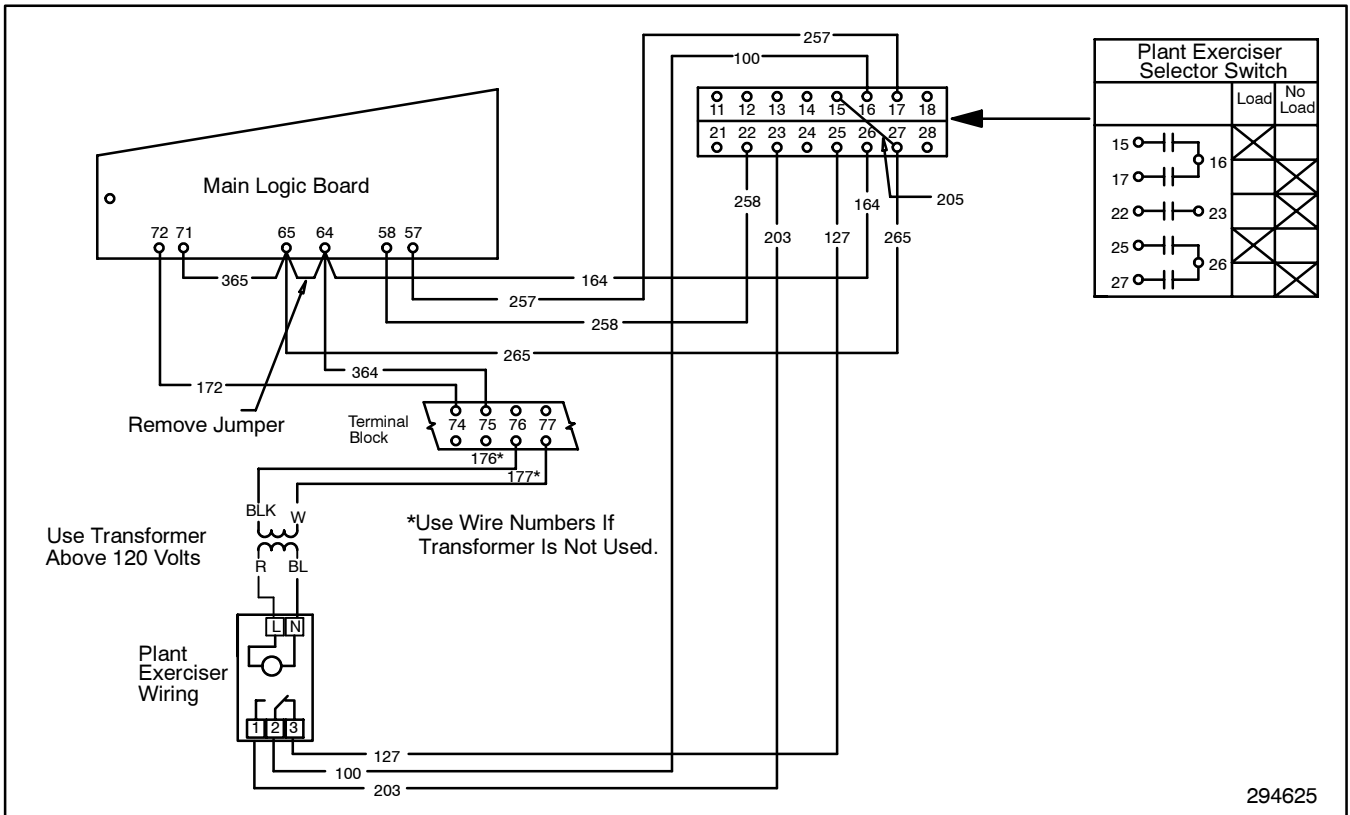 257
100
Plant Exerciser
Selector Switch
Load
No
Load
15
16
17
22
23
25
26
27
11 12 13 14 15 16 17 18
21 22 23 24 25 26 27 28
Main Logic Board
72 71 65 64 58 57
258
203
127
164
265
205
365
164
257
258
265
364
172
Remove Jumper
Terminal
Block
74 75 76 77
176*
177*
BLK W
Use Transformer
Above 120 Volts
*Use Wire Numbers If
Transformer Is Not Used.
R BL
L N
Plant
Exerciser
Wiring
1 2 3
127
100
203
294625